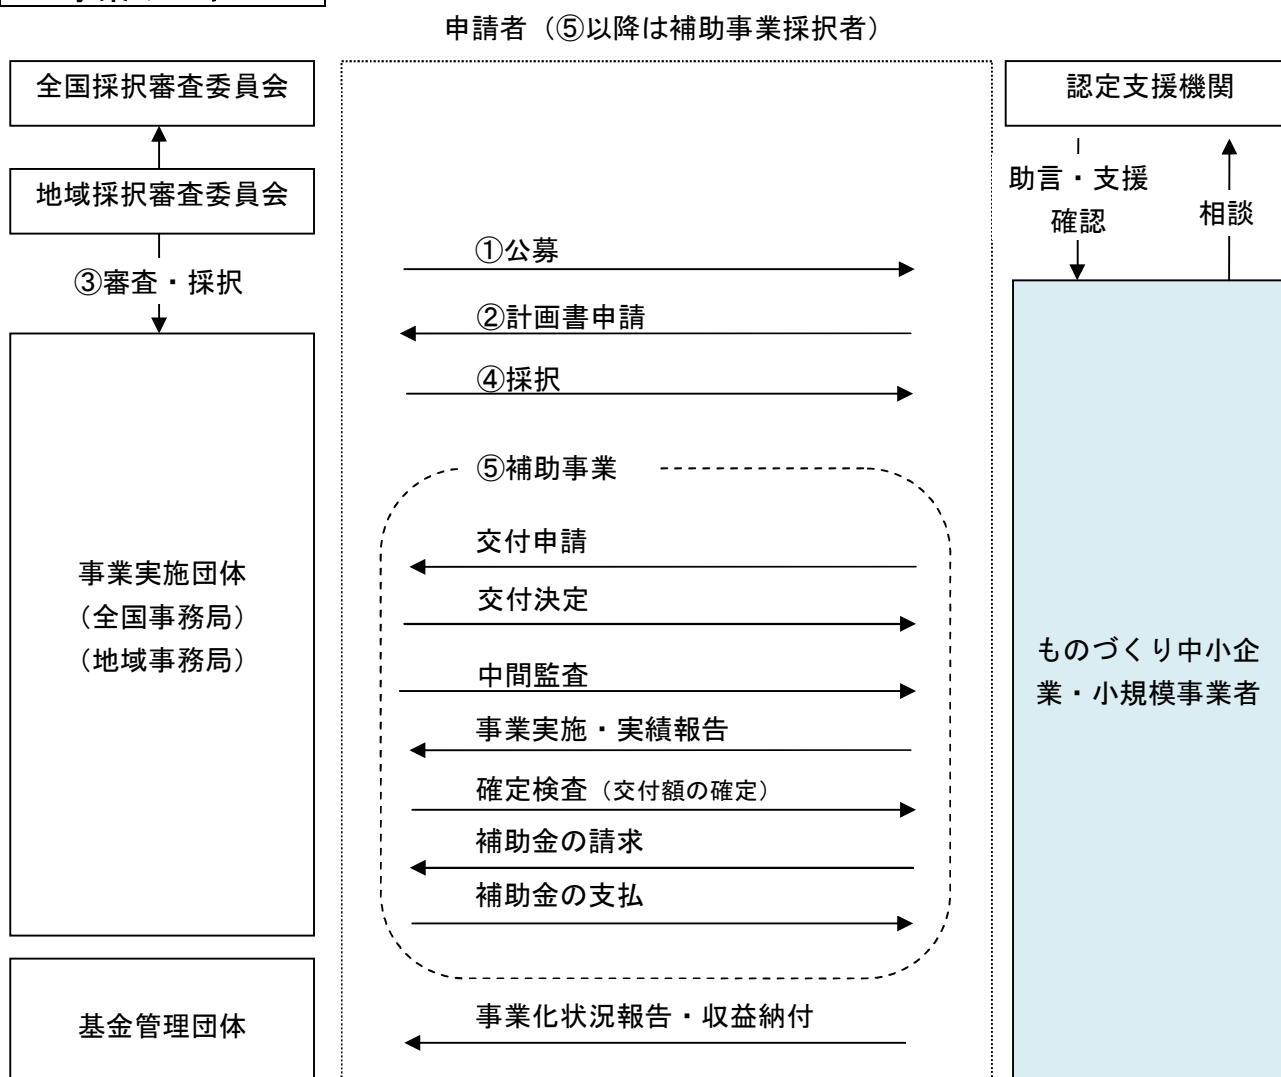 申請者（⑤以降は補助事業採択者）
全国採択審査委員会
地域採択審査委員会
③審査・採択
事業実施団体
（全国事務局）
（地域事務局）
基金管理団体
①公募
②計画書申請
④採択
⑤補助事業
交付申請
交付決定
中間監査
事業実施・実績報告
確定検査（交付額の確定）
補助金の請求
補助金の支払
事業化状況報告・収益納付
認定支援機関
助言・支援
確認
相談
ものづくり中小企
業・小規模事業者